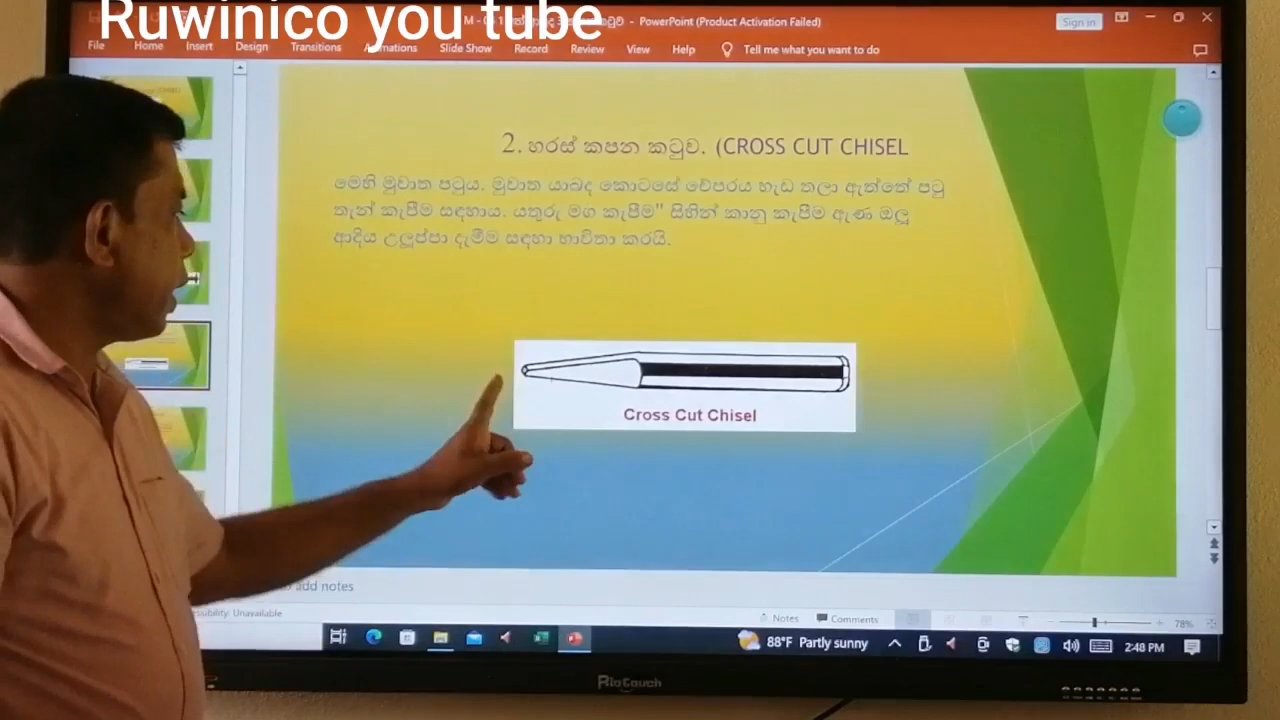 Ruwinico you tube
PowerPoint (Product Activation Failed)
Sign in
File Home Insert Design Transitions Animations Slide Show Record Review View Help Tell me what you want to do
2. හරස් කපන කටුව. (CROSS CUT CHISEL
මෙහි මුවාත පටුය. මුවාත යාබද කොටසේ වේපරය හැඩ තලා ඇත්තේ පටු
තැන් කැපීම සඳහාය. යතුරු මග කැපීම" සිහින් කානු කැපීම ඇණ ඔලූ
ආදිය උලුප්පා දැමීම සඳහා භාවිතා කරයි.
Cross Cut Chisel
add notes
Unavailable
Notes Comments 78%
88°F Partly sunny 2:48 PM
RioTouch